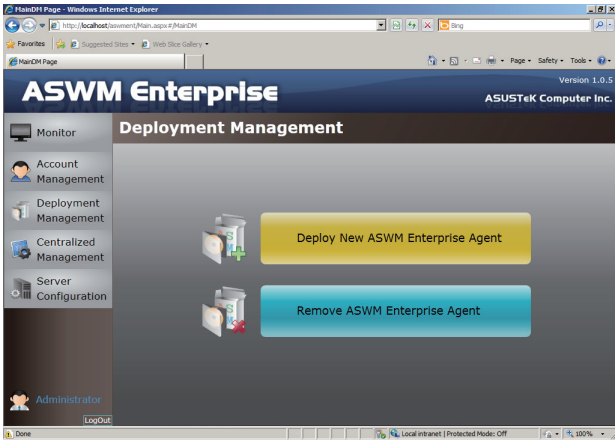 MainDM Page - Windows Internet Explorer
http://localhost/aswment/Main.aspx#/MainDM
Bing
Favorites
Suggested Sites
Web Slice Gallery
MainDM Page
Page
Safety
Tools
ASWM Enterprise
Version 1.0.5
ASUSTeK Computer Inc.
Monitor
Deployment Management
Account
Management
Deployment
Management
Centralized
Management
Server
Configuration
Deploy New ASWM Enterprise Agent
Remove ASWM Enterprise Agent
Administrator
LogOut
Done
Local intranet | Protected Mode: Off
100%